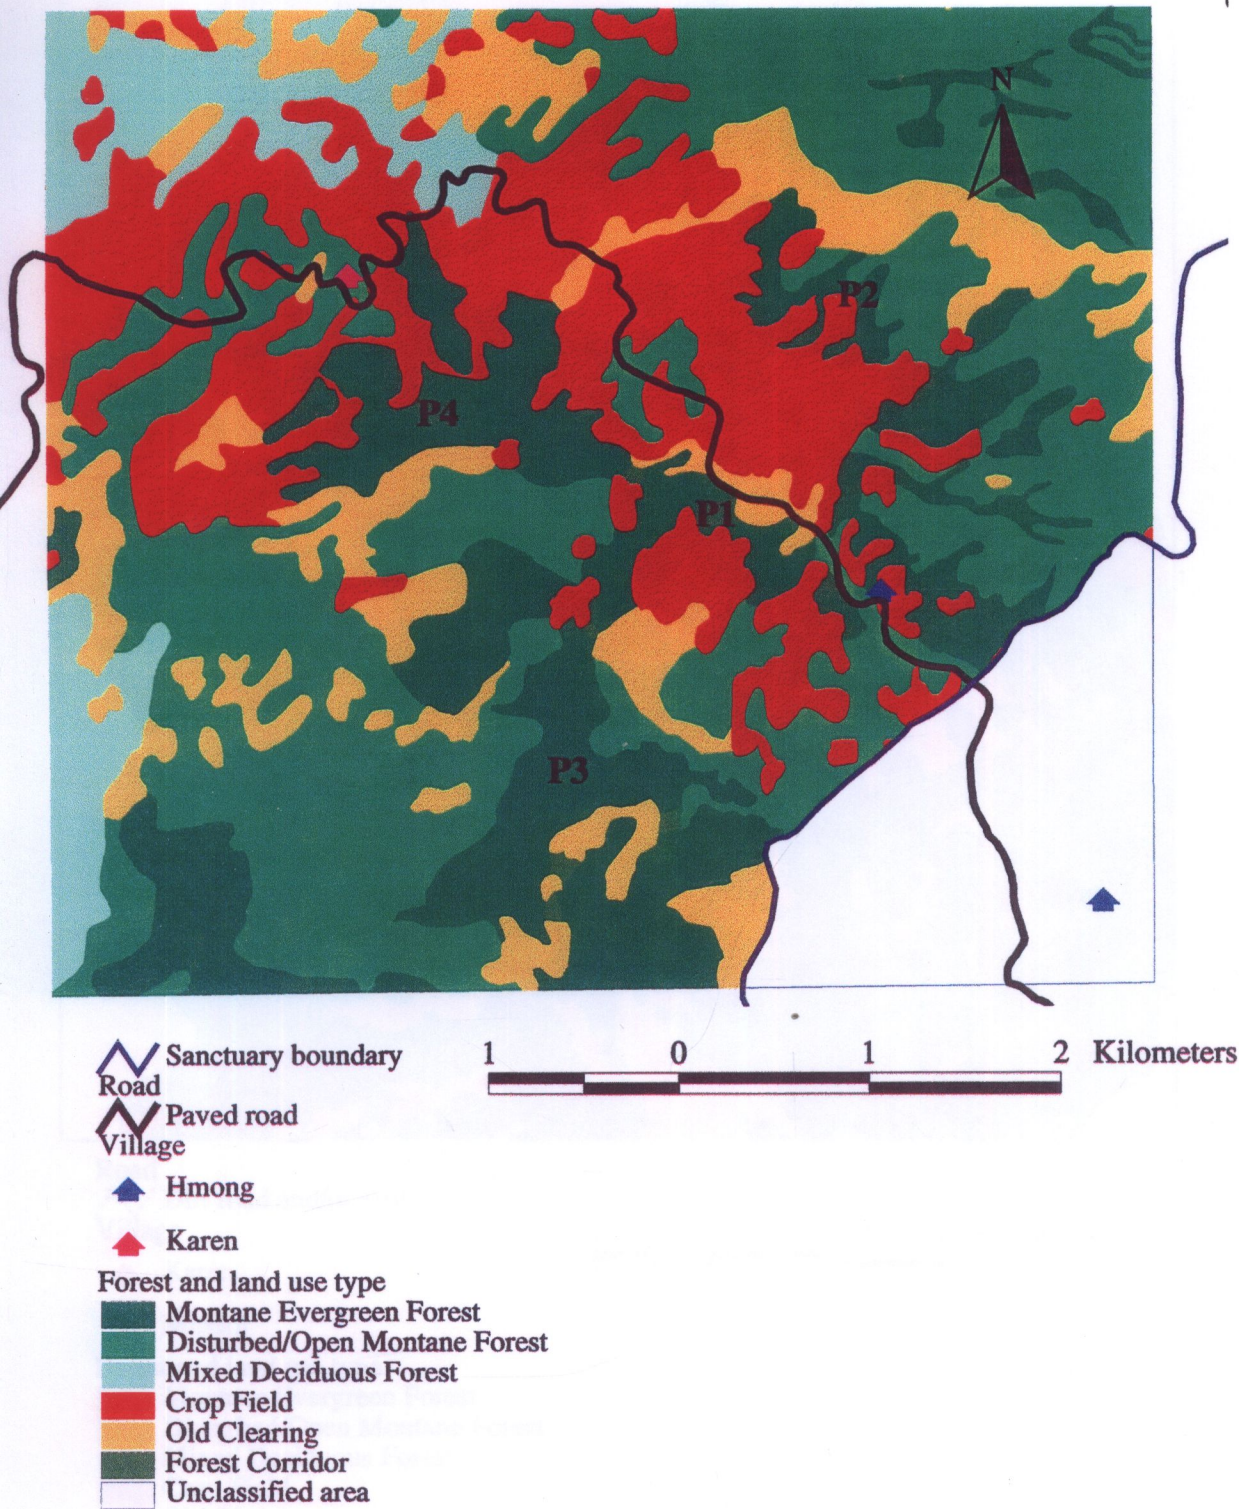 N
P2
P4
P1
P3
Sanctuary boundary
1 0 1 2 Kilometers
Road
Paved road
Village
Hmong
Karen
Forest and land use type
Montane Evergreen Forest
Disturbed/Open Montane Forest
Mixed Deciduous Forest
Crop Field
Old Clearing
Forest Corridor
Unclassified area